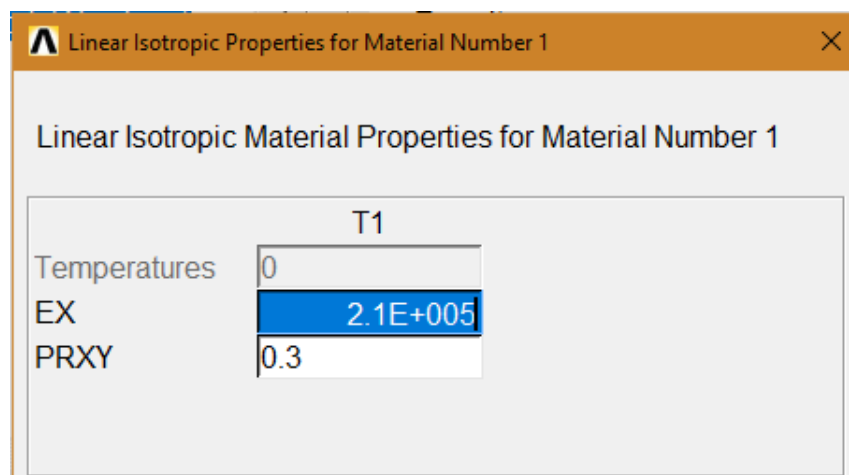 Linear Isotropic Properties for Material Number 1
Linear Isotropic Material Properties for Material Number 1
T1
Temperatures 0
EX 2.1E+005
PRXY 0.3